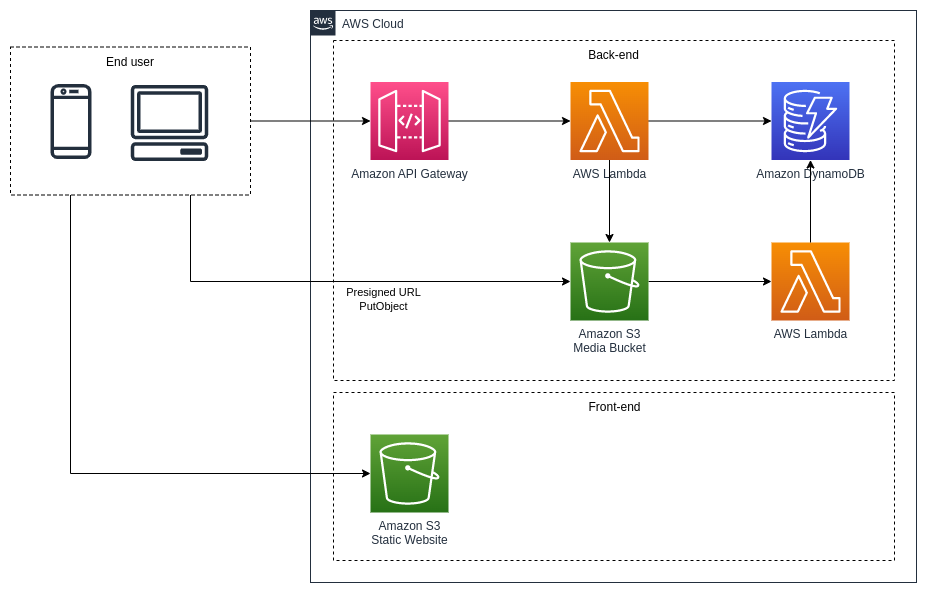 aws
AWS Cloud
End user
Back-end
Amazon API Gateway
AWS Lambda
Amazon DynamoDB
Presigned URL
PutObject
Amazon S3
Media Bucket
AWS Lambda
Front-end
Amazon S3
Static Website